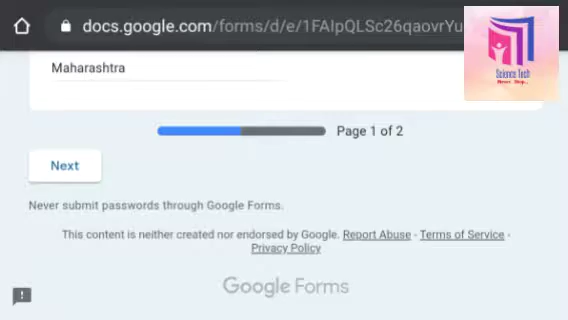 docs.google.com/forms/d/e/1FAIpQLSc26qaovrYu
Science Tech
Maharashtra
Page 1 of 2
Next
Never submit passwords through Google Forms.
This content is neither created nor endorsed by Google. Report Abuse - Terms of Service -
Privacy Policy
Google Forms